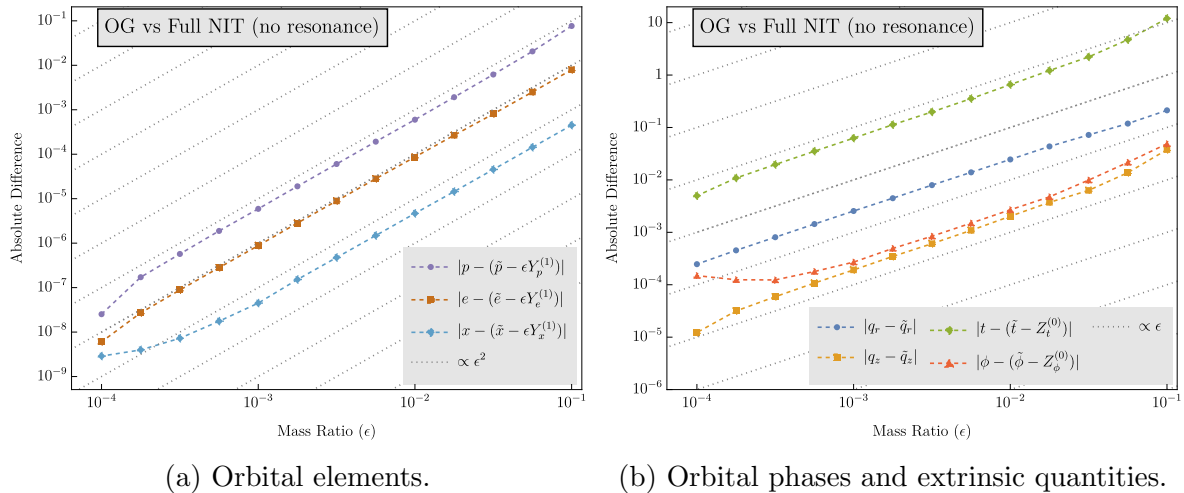 OG vs Full NIT (no resonance)
Absolute Difference
10^{-1}
10^{-2}
10^{-3}
10^{-4}
10^{-5}
10^{-6}
10^{-7}
10^{-8}
10^{-9}
|p − (p̃ − ϵY_p^{(1)})|
|e − (ẽ − ϵY_e^{(1)})|
|x − (x̃ − ϵY_x^{(1)})|
∝ ϵ^2
10^{-4} 10^{-3} 10^{-2} 10^{-1}
Mass Ratio (ϵ)
(a) Orbital elements.
OG vs Full NIT (no resonance)
Absolute Difference
10
1
10^{-1}
10^{-2}
10^{-3}
10^{-4}
10^{-5}
10^{-6}
|q_r − q̃_r| |t − (t̃ − Z_t^{(0)})| ∝ ϵ
|q_z − q̃_z| |ϕ − (ϕ̃ − Z_ϕ^{(0)})|
10^{-4} 10^{-3} 10^{-2} 10^{-1}
Mass Ratio (ϵ)
(b) Orbital phases and extrinsic quantities.